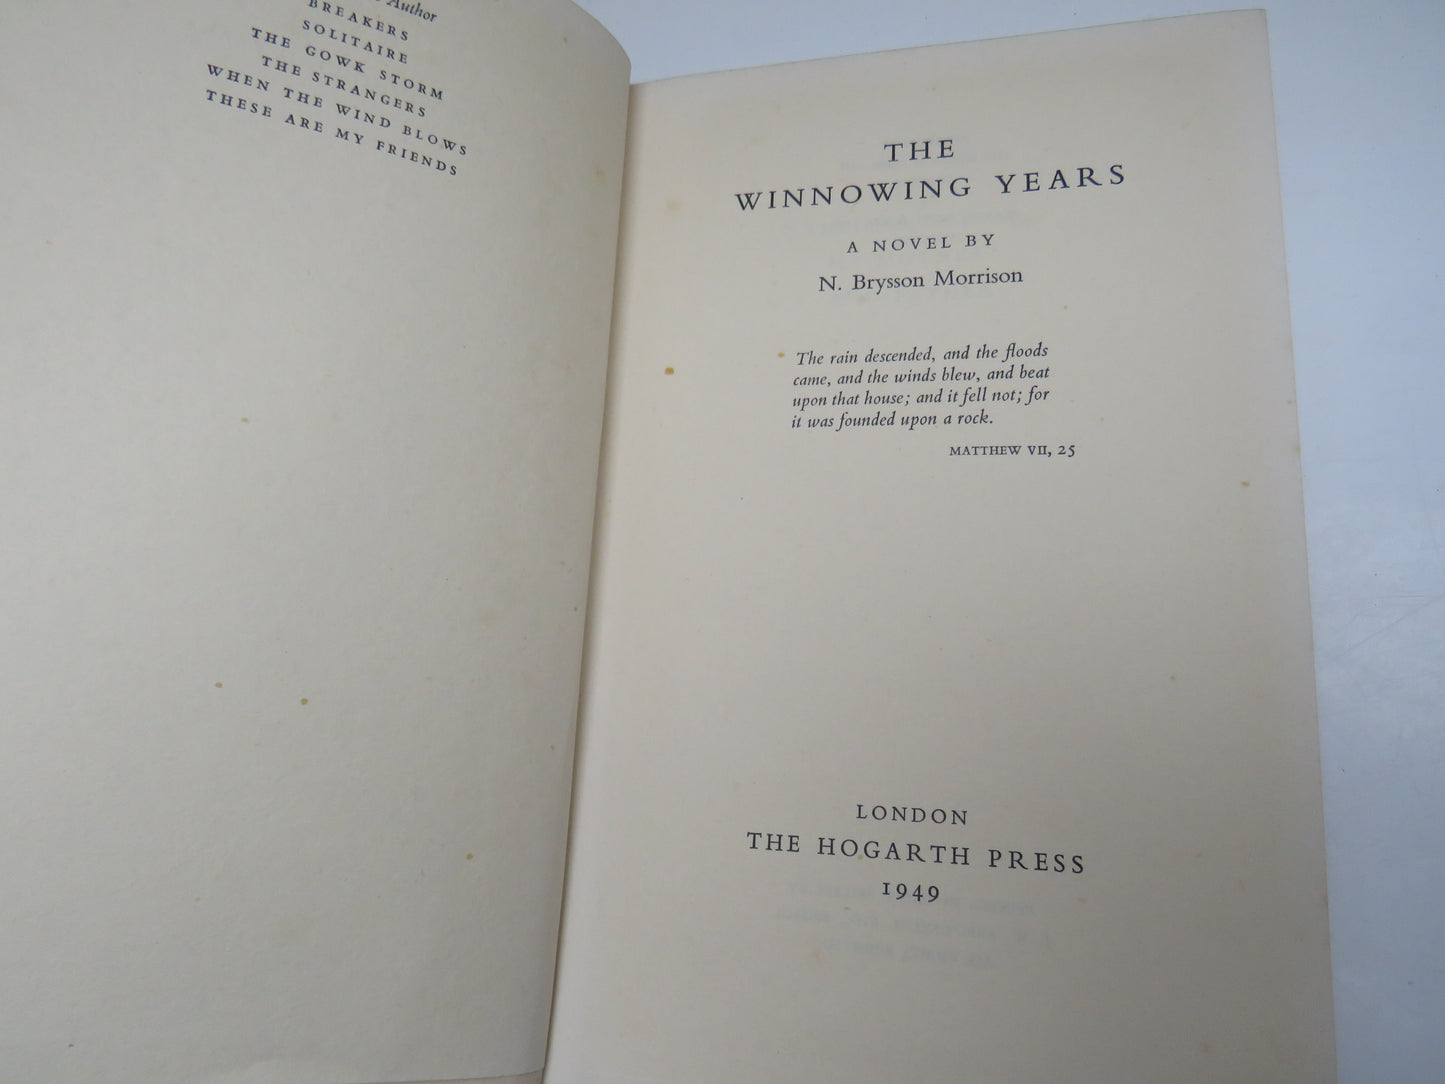 Author
BREAKERS
SOLITAIRE
THE GOWK STORM
THE STRANGERS
WHEN THE WIND BLOWS
THESE ARE MY FRIENDS
THE
WINNOWING YEARS
A NOVEL BY
N. Brysson Morrison
The rain descended, and the floods
came, and the winds blew, and beat
upon that house; and it fell not; for
it was founded upon a rock.
MATTHEW VII, 25
LONDON
THE HOGARTH PRESS
1949